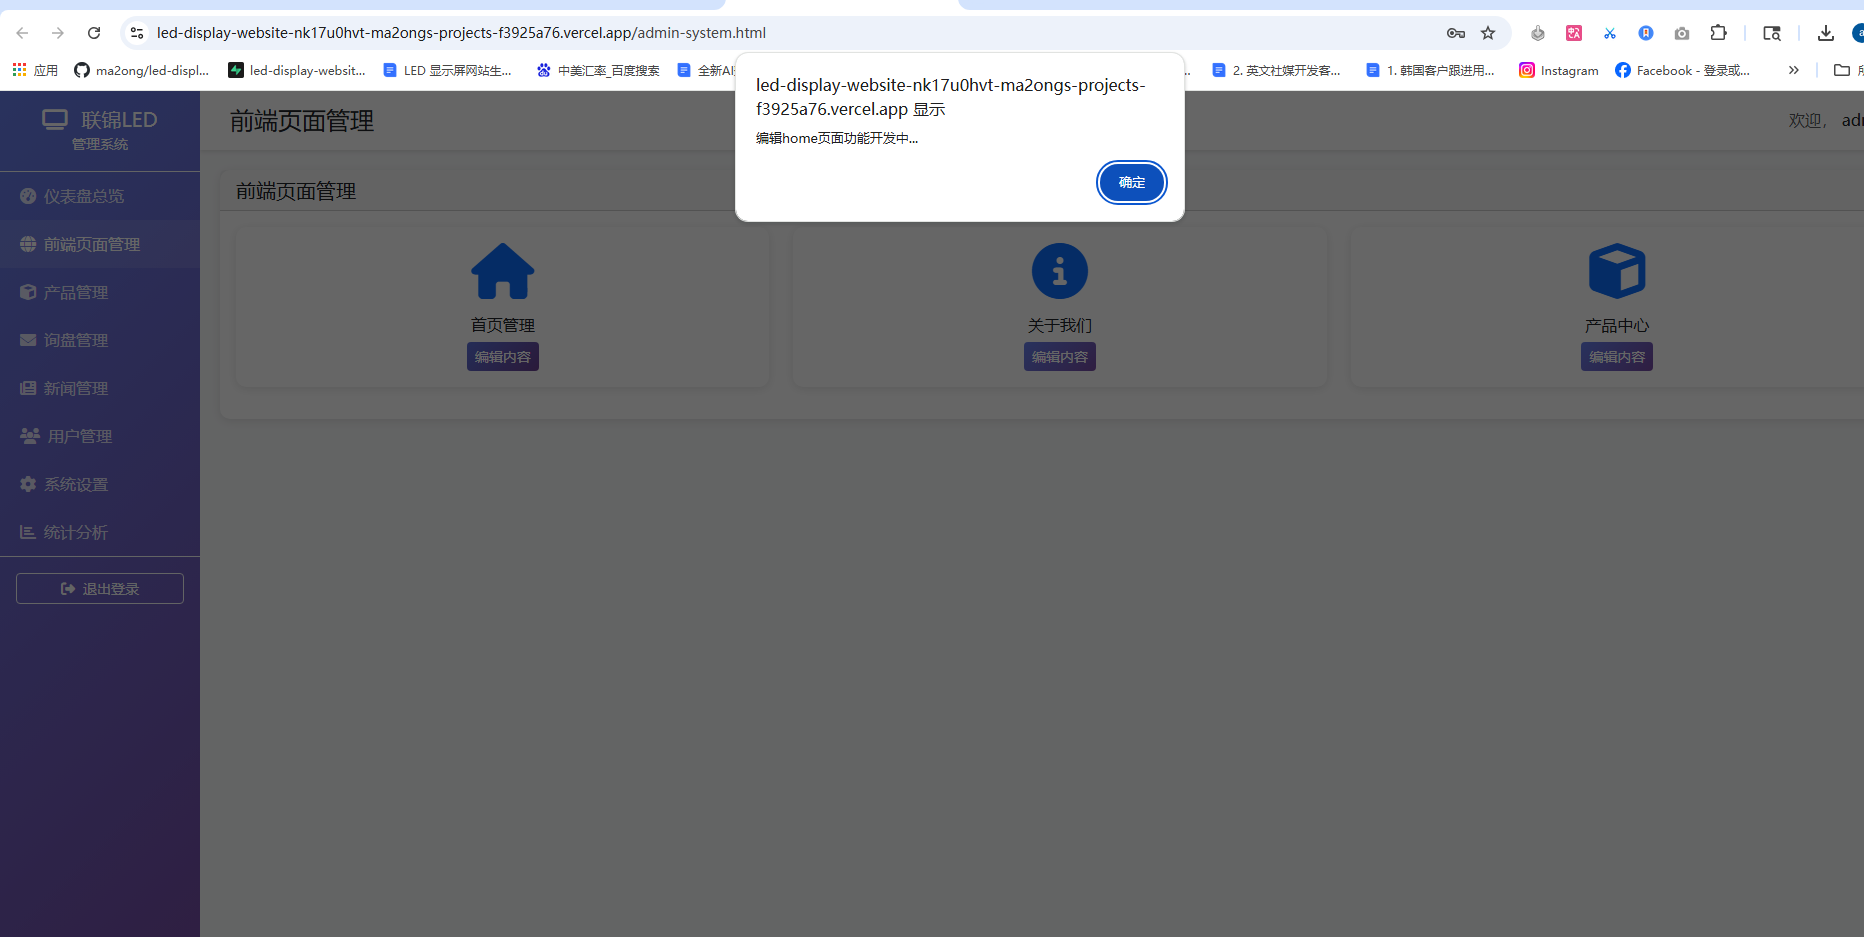 led-display-website-nk17u0hvt-ma2ongs-projects-f3925a76.vercel.app/admin-system.html
应用
ma2ong/led-displ...
led-display-websit...
LED 显示屏网站生...
中美汇率_百度搜索
全新AI
...
2. 英文社媒开发客...
1. 韩国客户跟进用...
Instagram
Facebook - 登录或...
led-display-website-nk17u0hvt-ma2ongs-projects-
f3925a76.vercel.app 显示
编辑home页面功能开发中...
确定
联锦LED
管理系统
仪表盘总览
前端页面管理
产品管理
询盘管理
新闻管理
用户管理
系统设置
统计分析
退出登录
前端页面管理
欢迎，
前端页面管理
首页管理
编辑内容
关于我们
编辑内容
产品中心
编辑内容